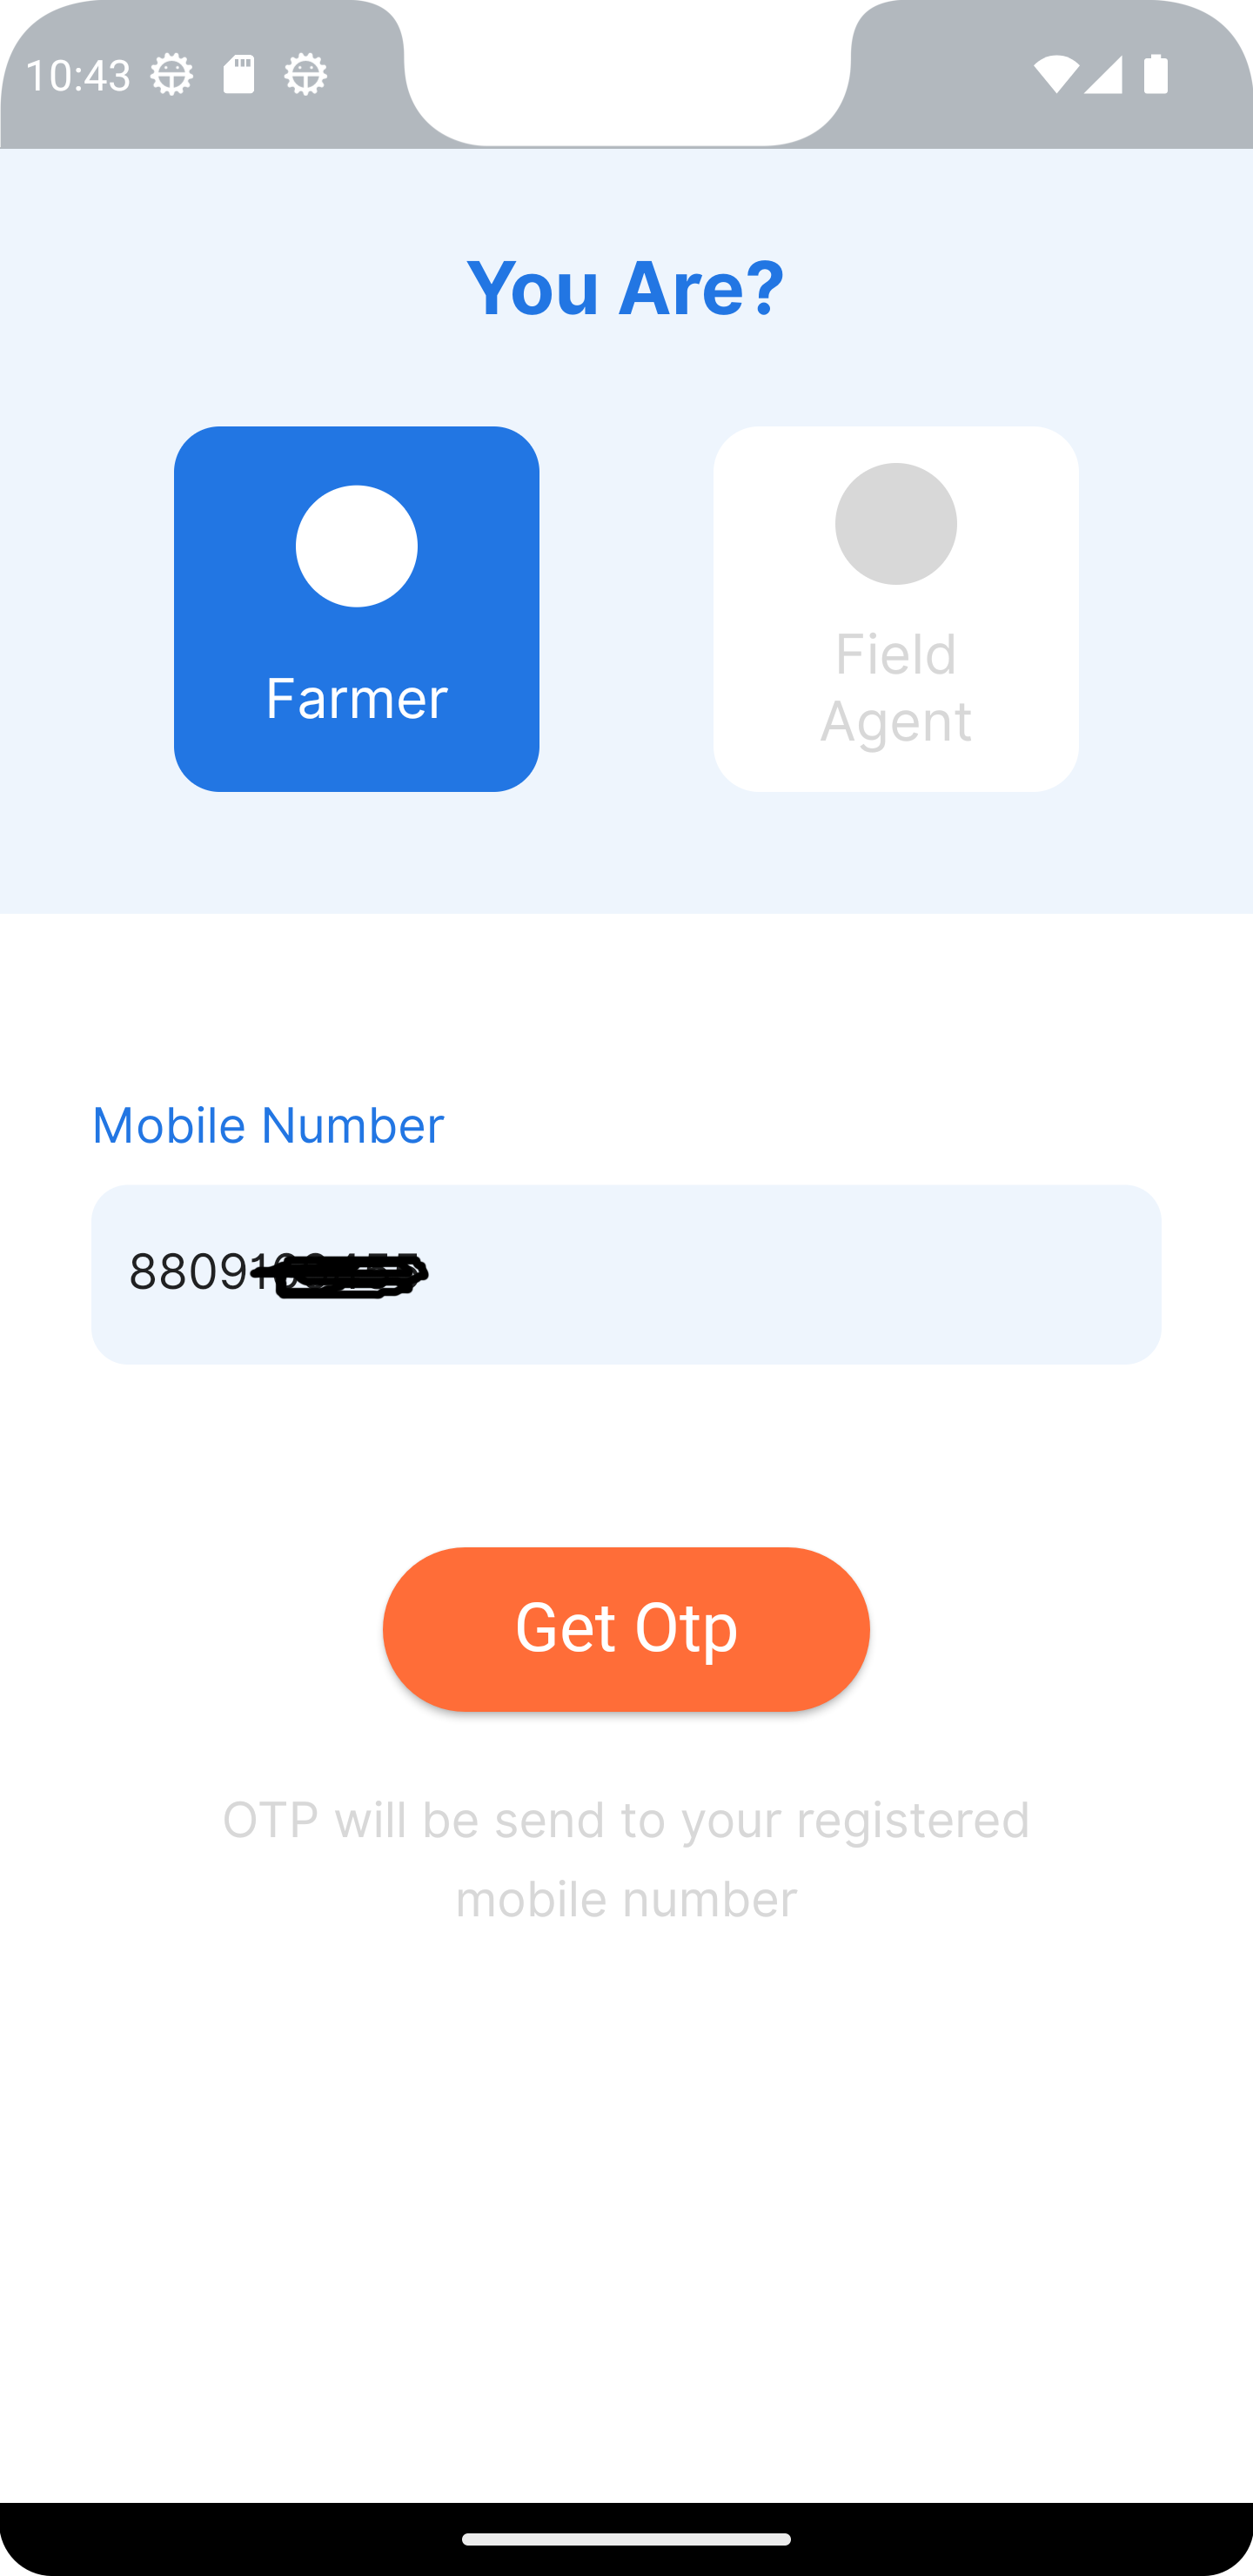 10:43
You Are?
Farmer
Field
Agent
Mobile Number
8809
Get Otp
OTP will be send to your registered
mobile number